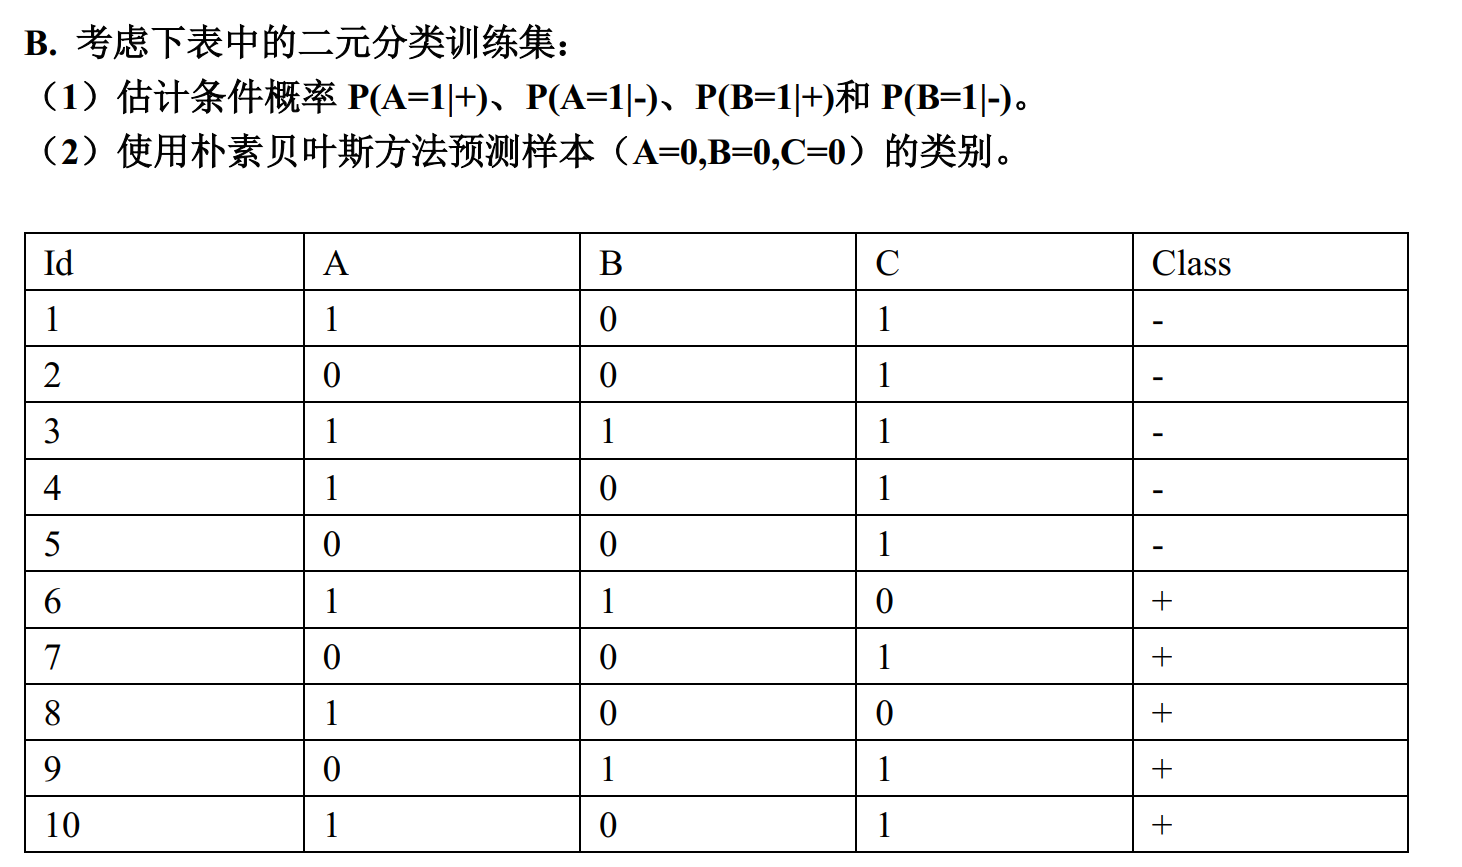 B. 考虑下表中的二元分类训练集：
（1）估计条件概率 P(A=1|+)、P(A=1|-)、P(B=1|+)和 P(B=1|-)。
（2）使用朴素贝叶斯方法预测样本（A=0,B=0,C=0）的类别。
Id A B C Class
1 1 0 1 -
2 0 0 1 -
3 1 1 1 -
4 1 0 1 -
5 0 0 1 -
6 1 1 0 +
7 0 0 1 +
8 1 0 0 +
9 0 1 1 +
10 1 0 1 +